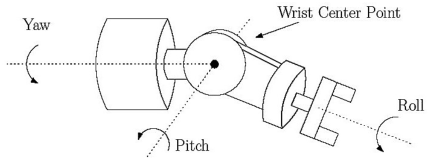 Yaw
Wrist Center Point
Roll
Pitch